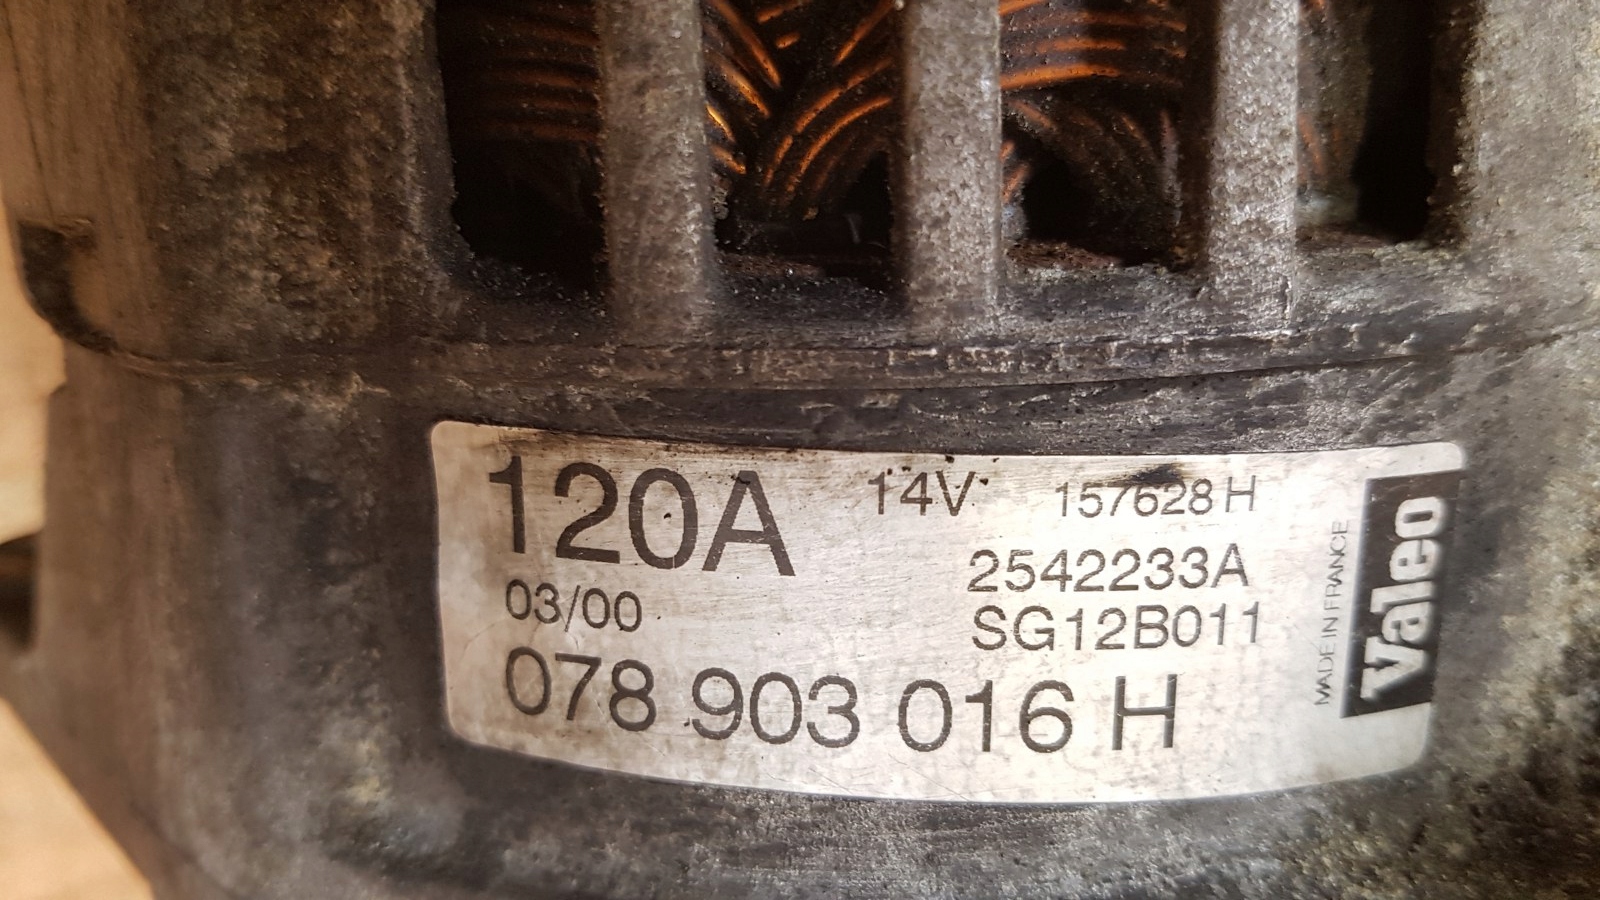 120A 14V 157628 H
2542233A
03/00 SG12B011
078 903 016 H
MADE IN FRANCE
Valeo